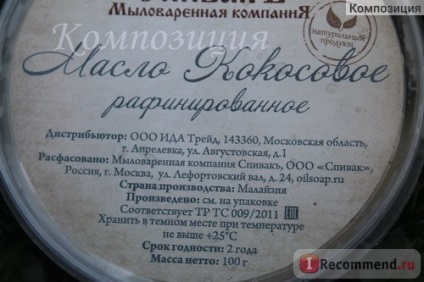 Композиция
Мыловаренная компаниЯ
Композиция
натуральный
продукт
Масло Кокосовое
рафинированное
Дистрибьютор: ООО ИДА Трейд, 143360, Московская область,
г. Апрелевка, ул. Августовская, д.1
Расфасовано: Мыловаренная компания Спивакъ, ООО «Спивак»,
Россия, г. Москва, ул. Лефортовский вал, д. 24, oilsoap.ru
Страна производства: Малайзия
Произведено: см. на упаковке
Соответствует ТР ТС 009/2011 EAC
Хранить в темном месте при температуре
не выше +25°C
Срок годности: 2 года
Масса нетто: 100 г
I Recommend.ru